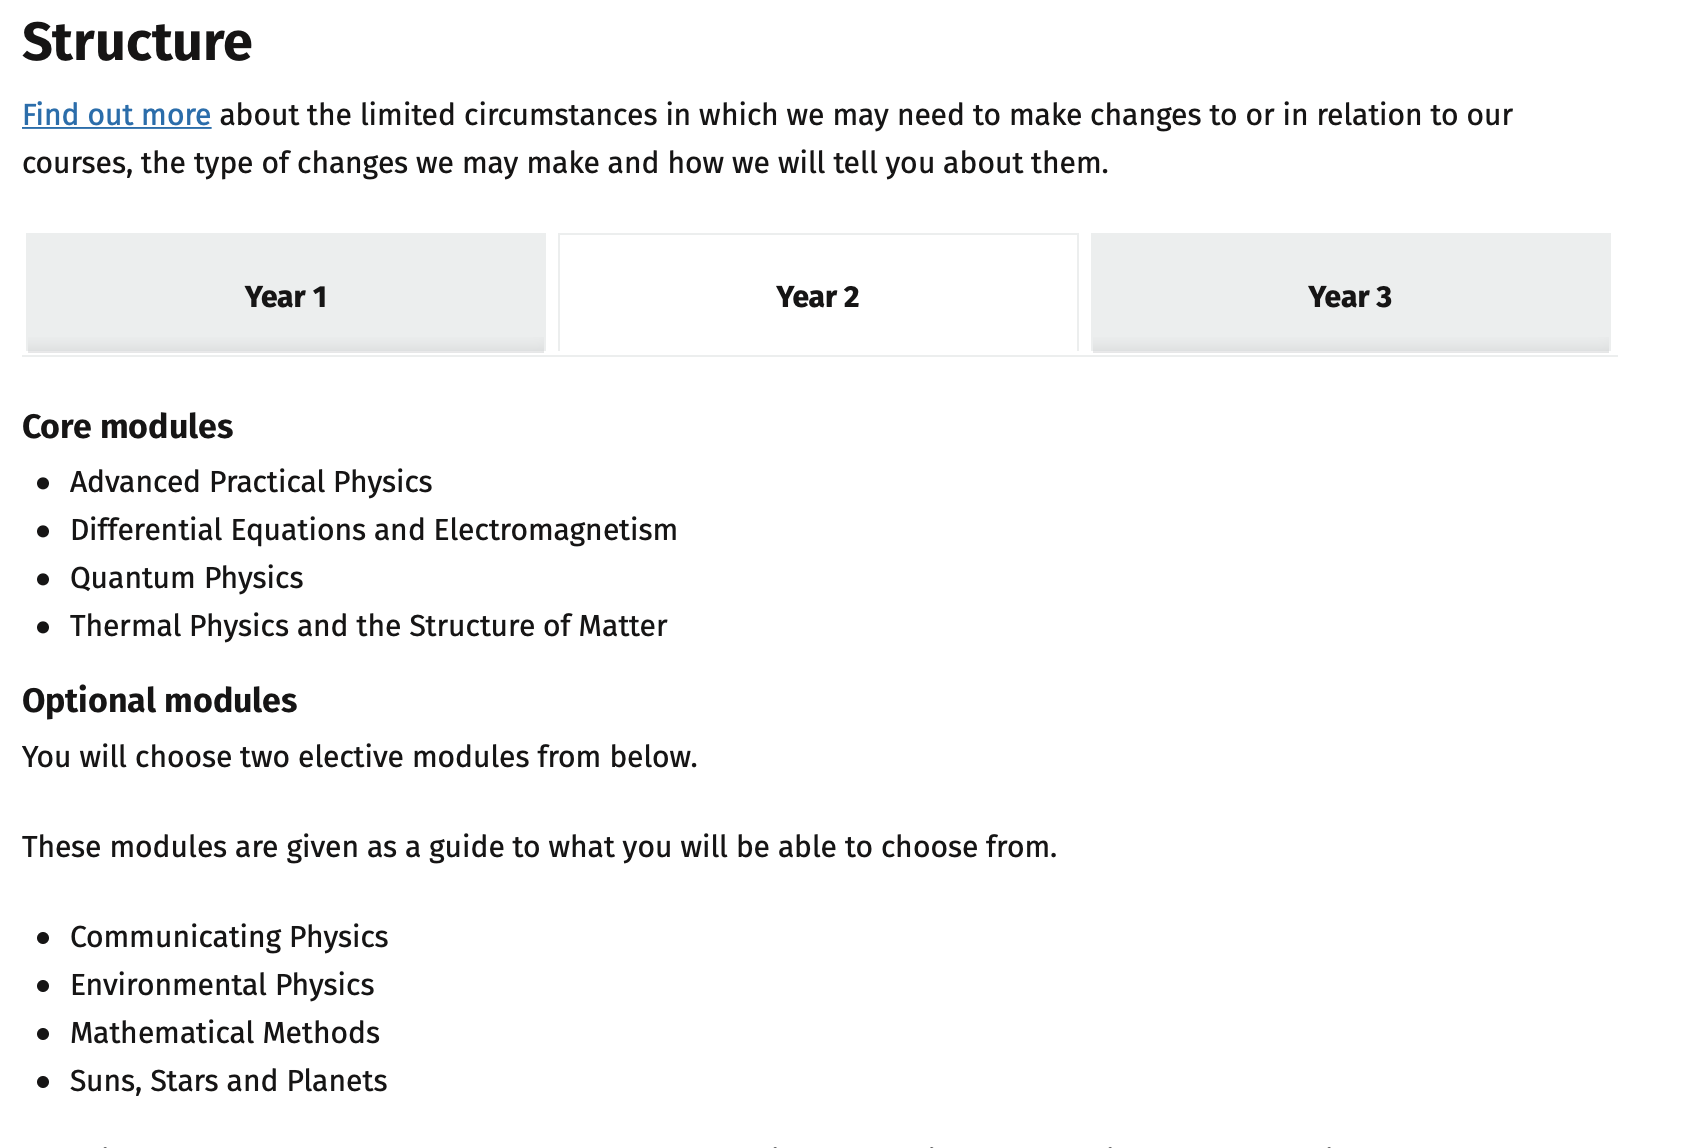 Structure
Find out more about the limited circumstances in which we may need to make changes to or in relation to our
courses, the type of changes we may make and how we will tell you about them.
Year 1
Year 2
Year 3
Core modules
Advanced Practical Physics
Differential Equations and Electromagnetism
Quantum Physics
Thermal Physics and the Structure of Matter
Optional modules
You will choose two elective modules from below.
These modules are given as a guide to what you will be able to choose from.
Communicating Physics
Environmental Physics
Mathematical Methods
Suns, Stars and Planets